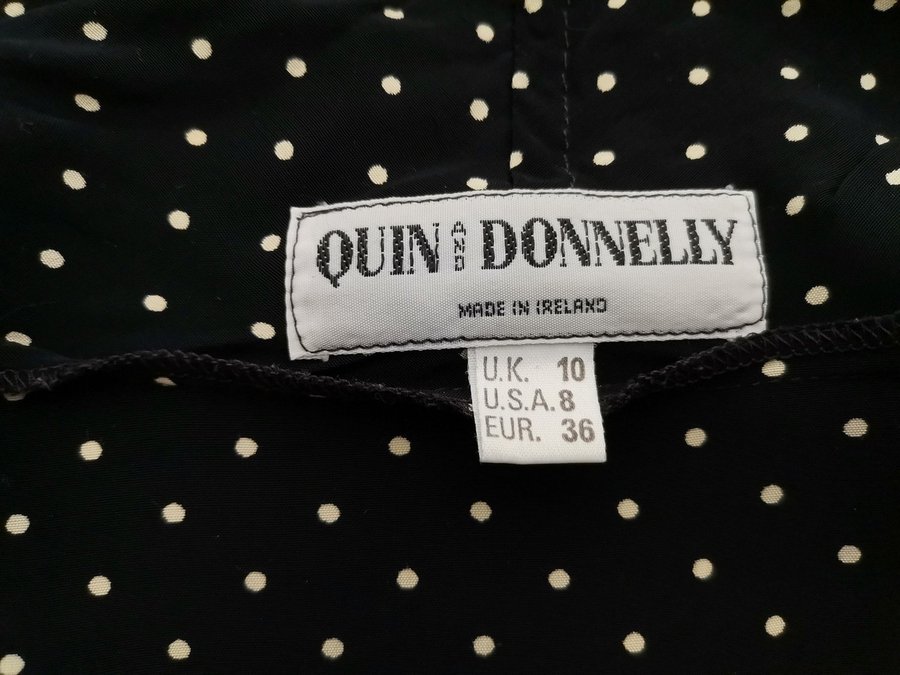 QUIN AND DONNELLY
MADE IN IRELAND
U.K. 10
U.S.A. 8
EUR. 36